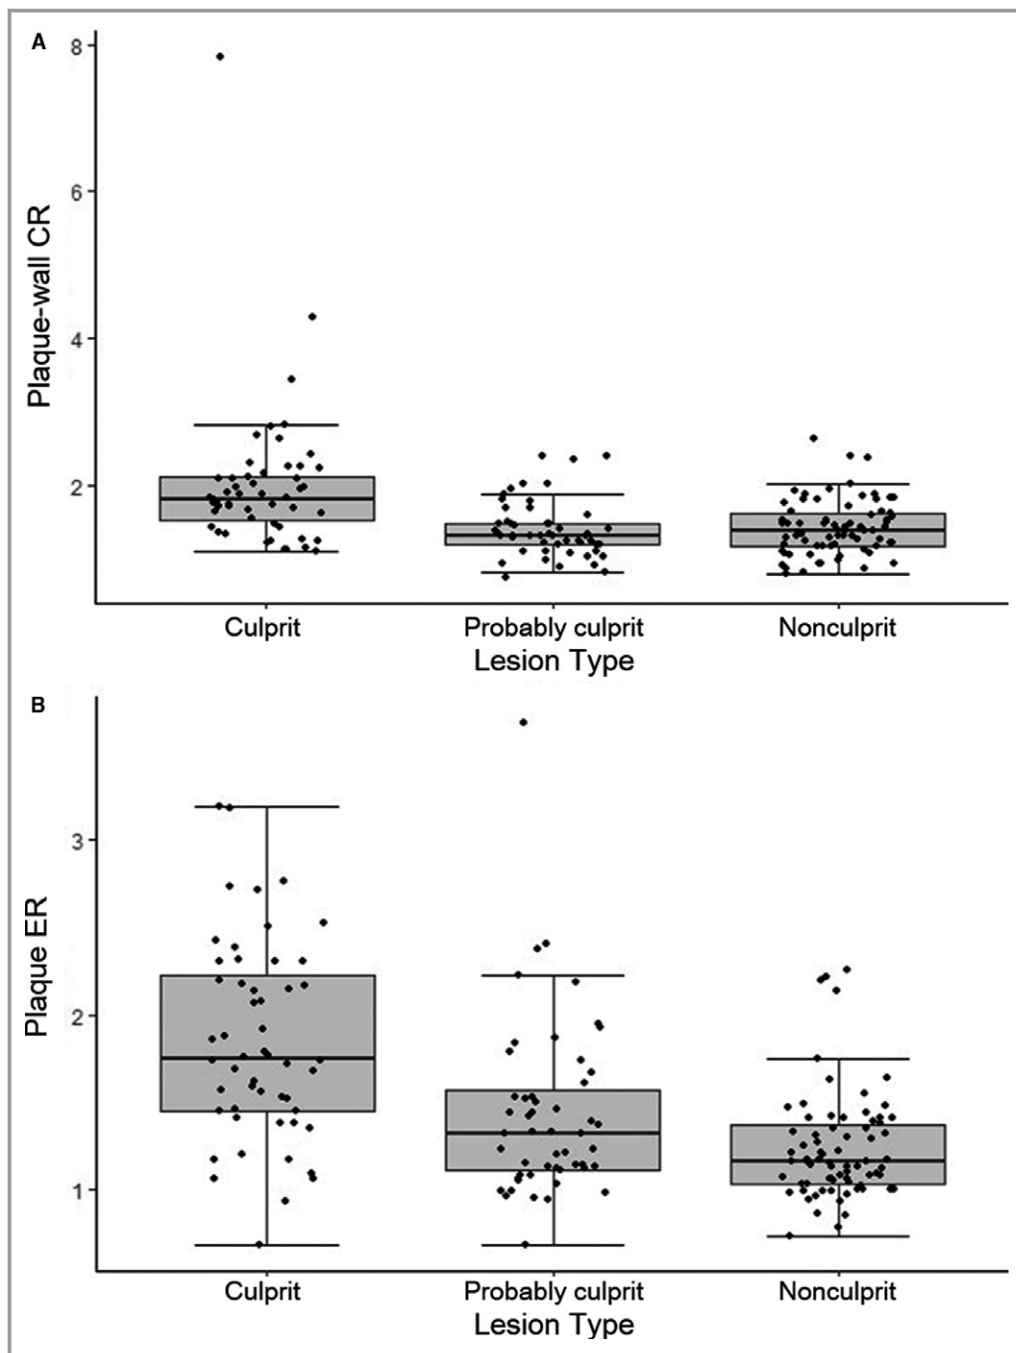 A
8
6
4
2
Plaque-wall CR
Culprit
Probably culprit
Nonculprit
Lesion Type
B
3
2
1
Plaque ER
Culprit
Probably culprit
Nonculprit
Lesion Type